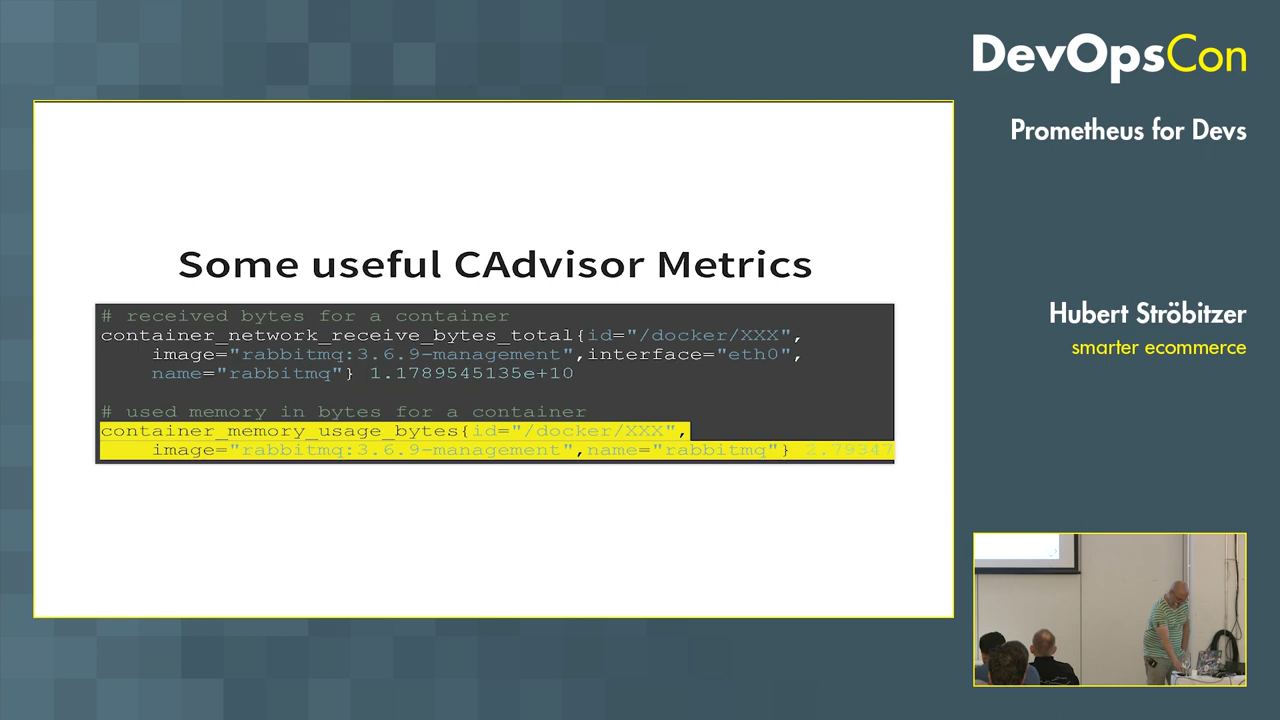 DevOpsCon
Prometheus for Devs
Hubert Ströbitzer
smarter ecommerce
Some useful CAdvisor Metrics
# received bytes for a container
container_network_receive_bytes_total{id="/docker/XXX",
image="rabbitmq:3.6.9-management",interface="eth0",
name="rabbitmq"} 1.1789545135e+10
# used memory in bytes for a container
container_memory_usage_bytes{id="/docker/XXX",
image="rabbitmq:3.6.9-management",name="rabbitmq"} 2.79347